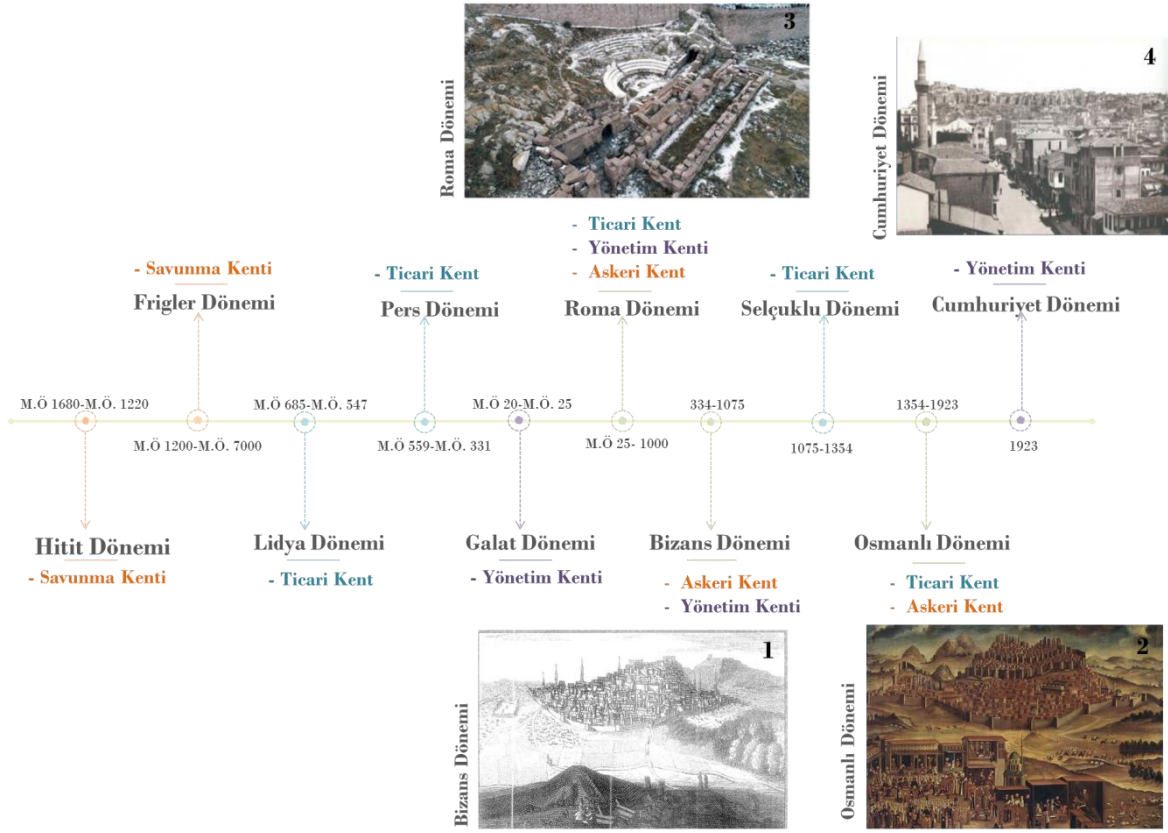 3
Roma Dönemi
4
Cumhuriyet Dönemi
- Ticari Kent
- Yönetim Kenti
- Askeri Kent
- Savunma Kenti
Frigler Dönemi
- Ticari Kent
Pers Dönemi
Roma Dönemi
- Ticari Kent
Selçuklu Dönemi
- Yönetim Kenti
Cumhuriyet Dönemi
M.Ö 1680-M.Ö. 1220
M.Ö 1200-M.Ö. 7000
M.Ö 685-M.Ö. 547
M.Ö 559-M.Ö. 331
M.Ö 20-M.Ö. 25
M.Ö 25- 1000
334-1075
1075-1354
1354-1923
1923
Hitit Dönemi
- Savunma Kenti
Lidya Dönemi
- Ticari Kent
Galat Dönemi
- Yönetim Kenti
Bizans Dönemi
- Askeri Kent
- Yönetim Kenti
Osmanlı Dönemi
- Ticari Kent
- Askeri Kent
1
Bizans Dönemi
2
Osmanlı Dönemi